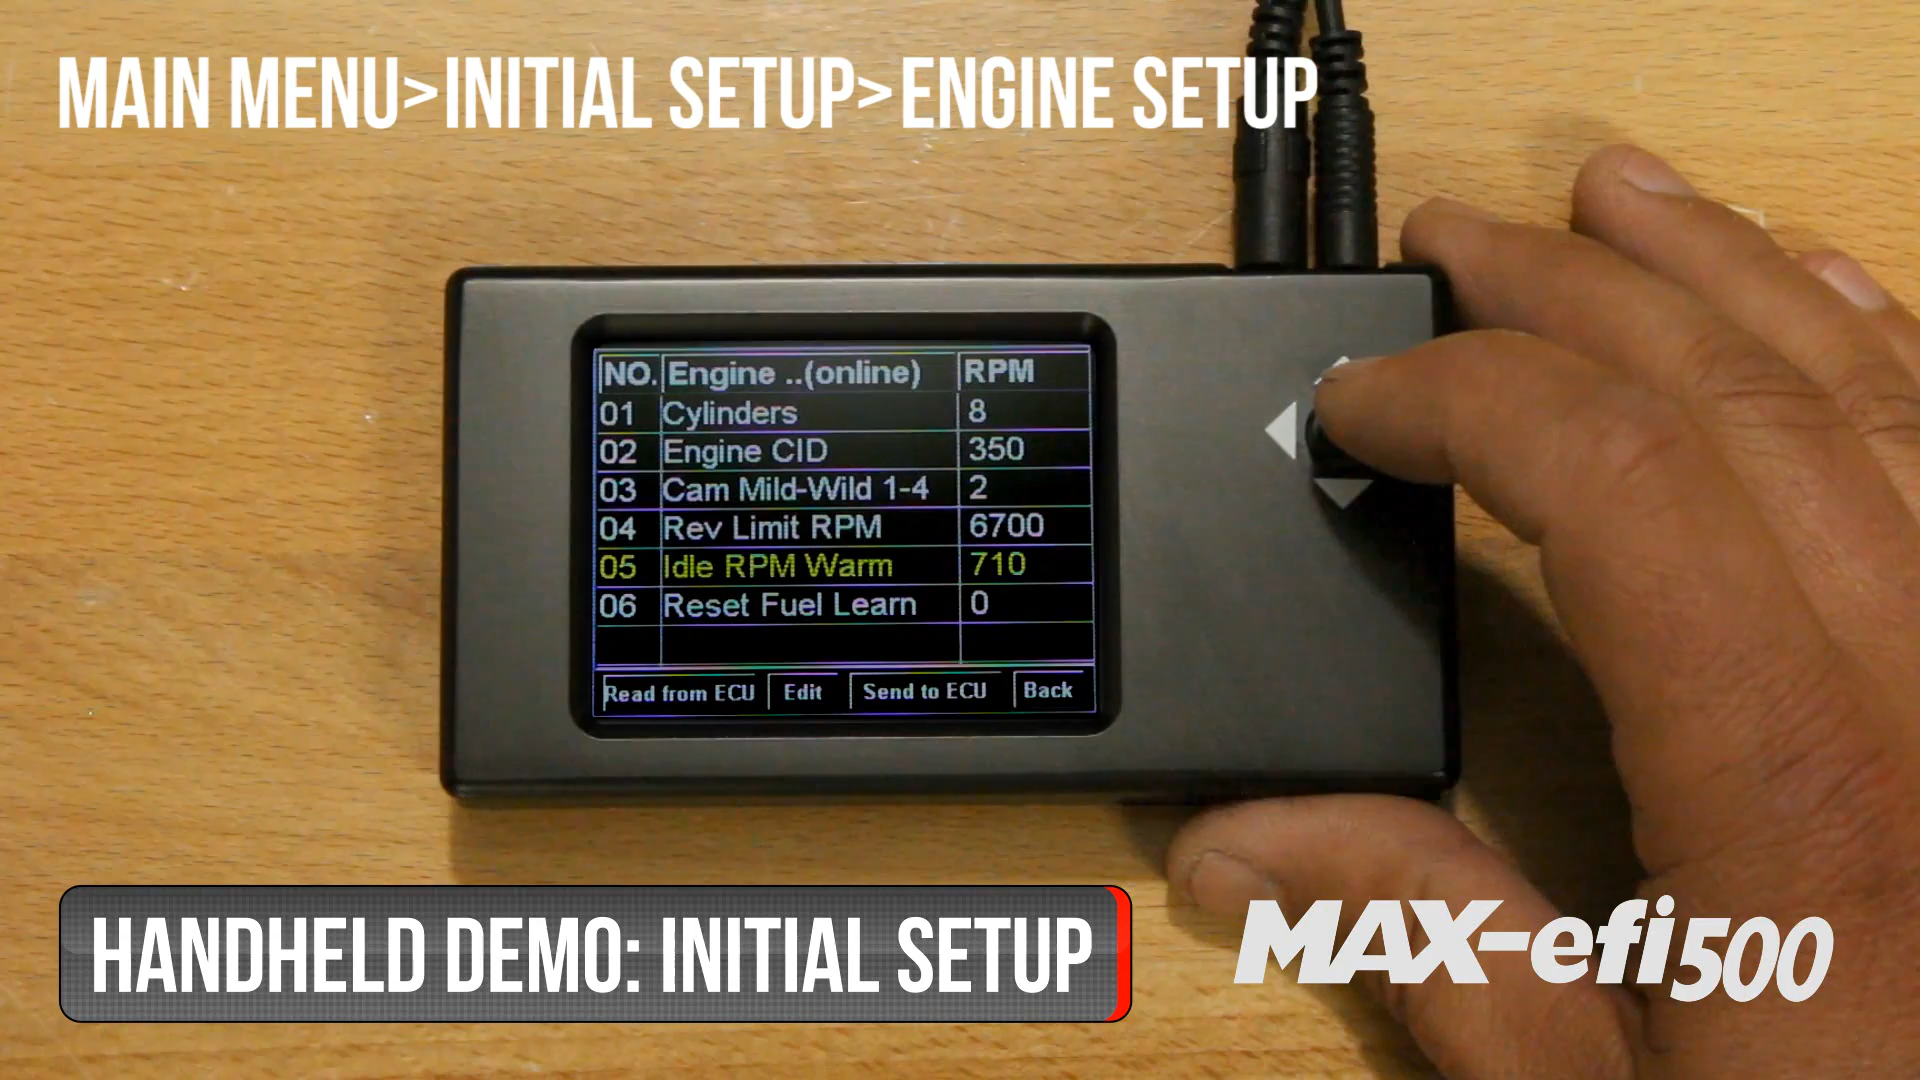 MAIN MENU>INITIAL SETUP>ENGINE SETUP
NO. Engine ..(online) RPM
01 Cylinders 8
02 Engine CID 350
03 Cam Mild-Wild 1-4 2
04 Rev Limit RPM 6700
05 Idle RPM Warm 710
06 Reset Fuel Learn 0
Read from ECU Edit Send to ECU Back
HANDHELD DEMO: INITIAL SETUP
MAX-efi500